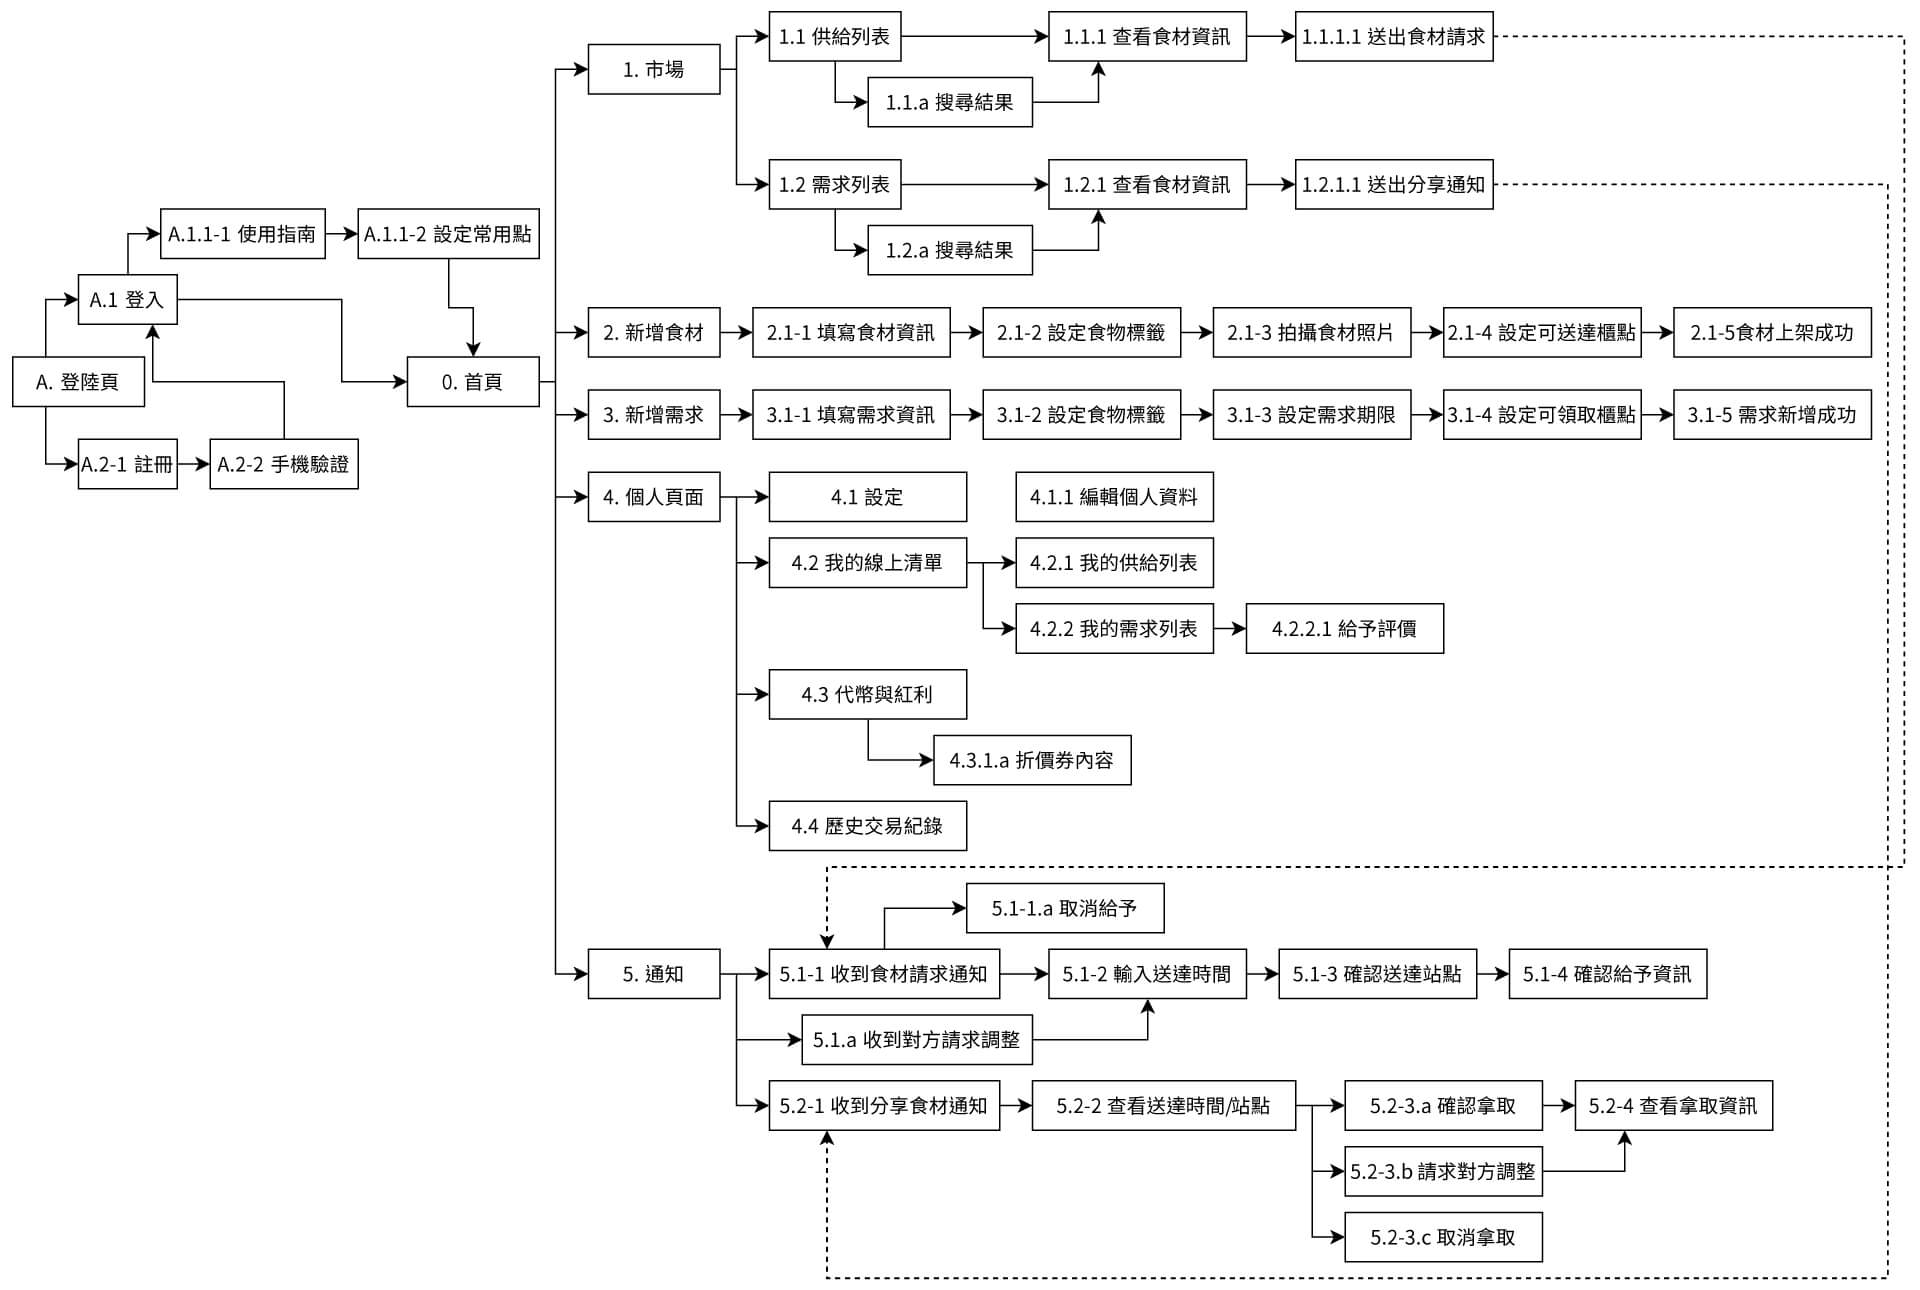 1.1 供給列表
1.1.1 查看食材資訊
1.1.1.1 送出食材請求
1. 市場
1.1.a 搜尋結果
1.2 需求列表
1.2.1 查看食材資訊
1.2.1.1 送出分享通知
A.1.1-1 使用指南
A.1.1-2 設定常用點
1.2.a 搜尋結果
A.1 登入
2. 新增食材
2.1-1 填寫食材資訊
2.1-2 設定食物標籤
2.1-3 拍攝食材照片
2.1-4 設定可送達櫃點
2.1-5食材上架成功
A. 登陸頁
0. 首頁
3. 新增需求
3.1-1 填寫需求資訊
3.1-2 設定食物標籤
3.1-3 設定需求期限
3.1-4 設定可領取櫃點
3.1-5 需求新增成功
A.2-1 註冊
A.2-2 手機驗證
4. 個人頁面
4.1 設定
4.1.1 編輯個人資料
4.2 我的線上清單
4.2.1 我的供給列表
4.2.2 我的需求列表
4.2.2.1 給予評價
4.3 代幣與紅利
4.3.1.a 折價券內容
4.4 歷史交易紀錄
5.1-1.a 取消給予
5. 通知
5.1-1 收到食材請求通知
5.1-2 輸入送達時間
5.1-3 確認送達站點
5.1-4 確認給予資訊
5.1.a 收到對方請求調整
5.2-1 收到分享食材通知
5.2-2 查看送達時間/站點
5.2-3.a 確認拿取
5.2-4 查看拿取資訊
5.2-3.b 請求對方調整
5.2-3.c 取消拿取